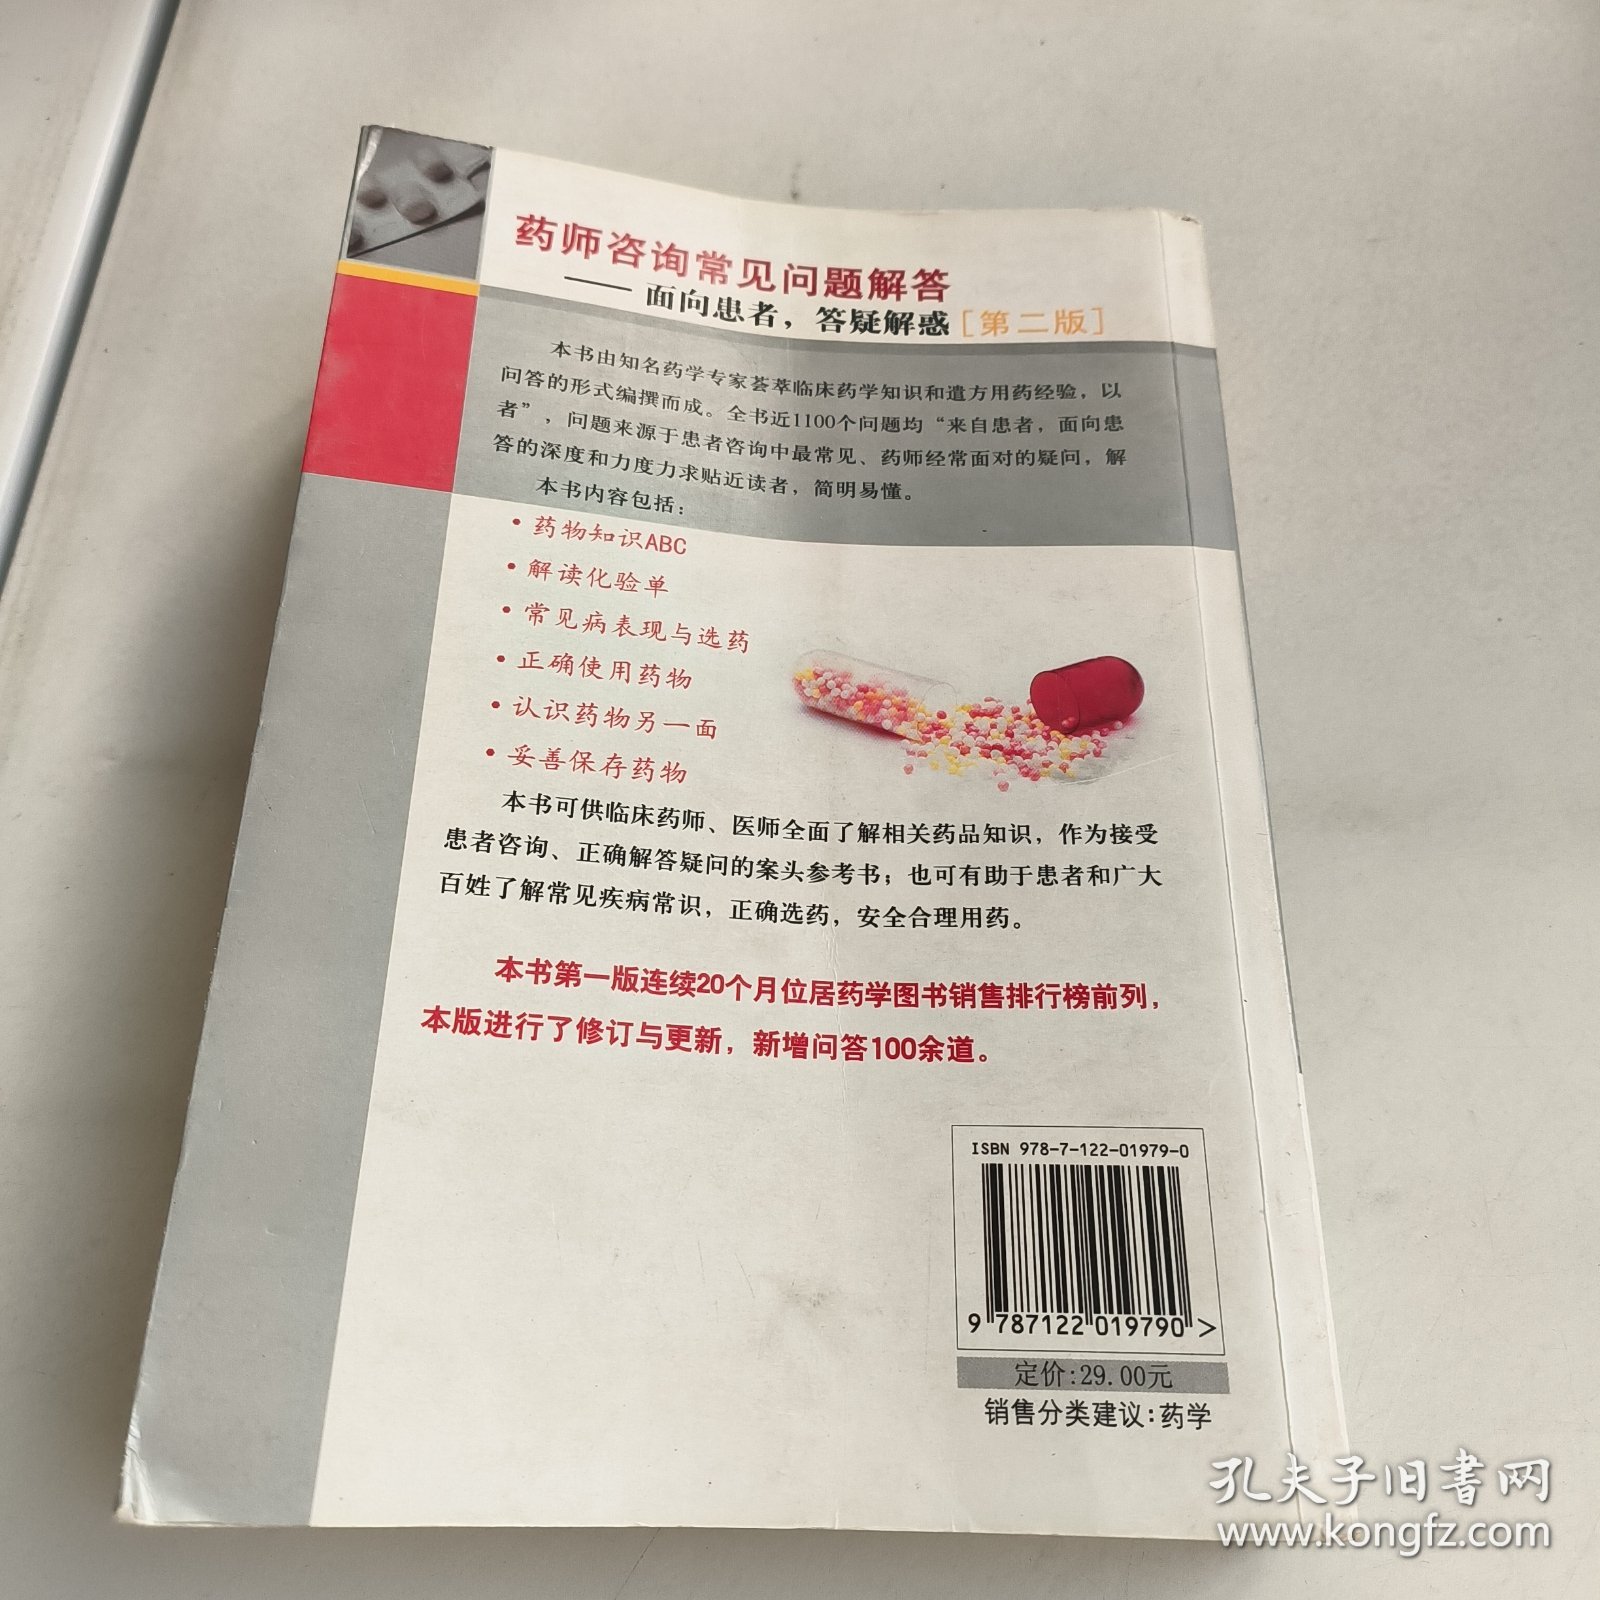 药师咨询常见问题解答
——面向患者，答疑解惑［第二版］
本书由知名药学专家荟萃临床药学知识和遣方用药经验，以
问答的形式编撰而成。全书近1100个问题均“来自患者，面向患
者”，问题来源于患者咨询中最常见、药师经常面对的疑问，解
答的深度和力度力求贴近读者，简明易懂。
本书内容包括：
• 药物知识ABC
• 解读化验单
• 常见病表现与选药
• 正确使用药物
• 认识药物另一面
• 妥善保存药物
本书可供临床药师、医师全面了解相关药品知识，作为接受
患者咨询、正确解答疑问的案头参考书；也可有助于患者和广大
百姓了解常见疾病常识，正确选药，安全合理用药。
本书第一版连续20个月位居药学图书销售排行榜前列，
本版进行了修订与更新，新增问答100余道。
ISBN 978-7-122-01979-0
9 787122 019790 >
定价:29.00元
销售分类建议:药学
孔夫子旧书网
www.kongfz.com